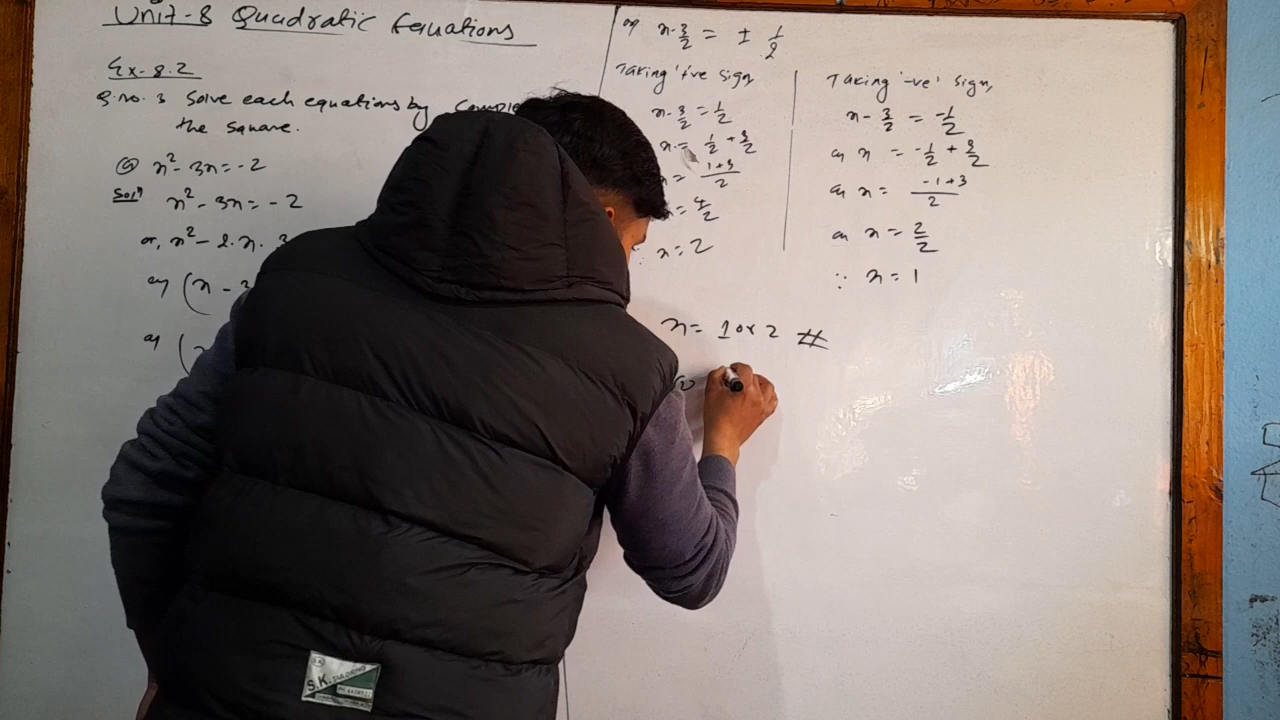 Unit-8 Quadratic Equations
Ex-8.2
Q.no. 3 Solve each equations by
the square.
@ x² - 3x = -2
Solⁿ x² - 3x = -2
or, x² - 2.x. 3
or, (x - 3
or, (x
or x - 3/2 = ± 1/2
Taking '+ve sign,
x - 3/2 = 1/2
x = 1/2 + 3/2
= 1+3/2
= 4/2
x = 2
Taking '-ve' sign,
x - 3/2 = -1/2
or x = -1/2 + 3/2
or x = -1+3/2
or x = 2/2
∴ x = 1
x = 1 or 2 #
S.K.